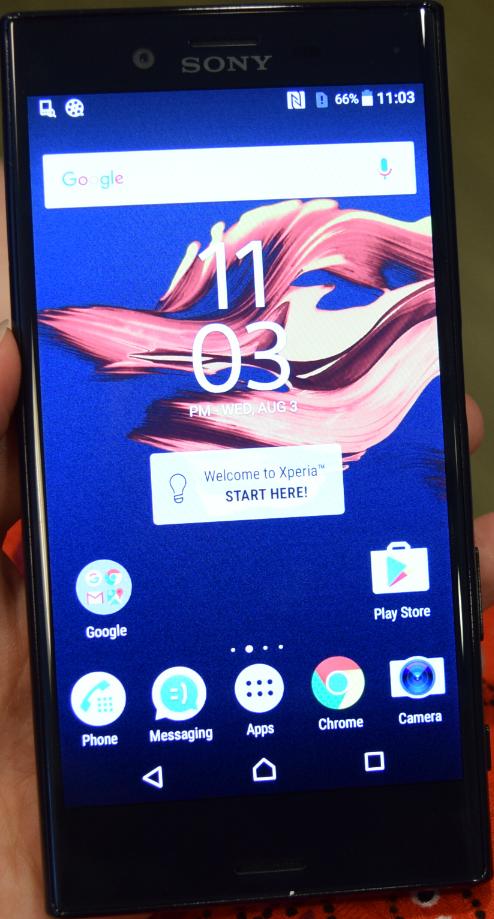 SONY
66% 11:03
Google
11
03
PM - WED, AUG 3
Welcome to Xperia™
START HERE!
Google
Play Store
Phone
Messaging
Apps
Chrome
Camera